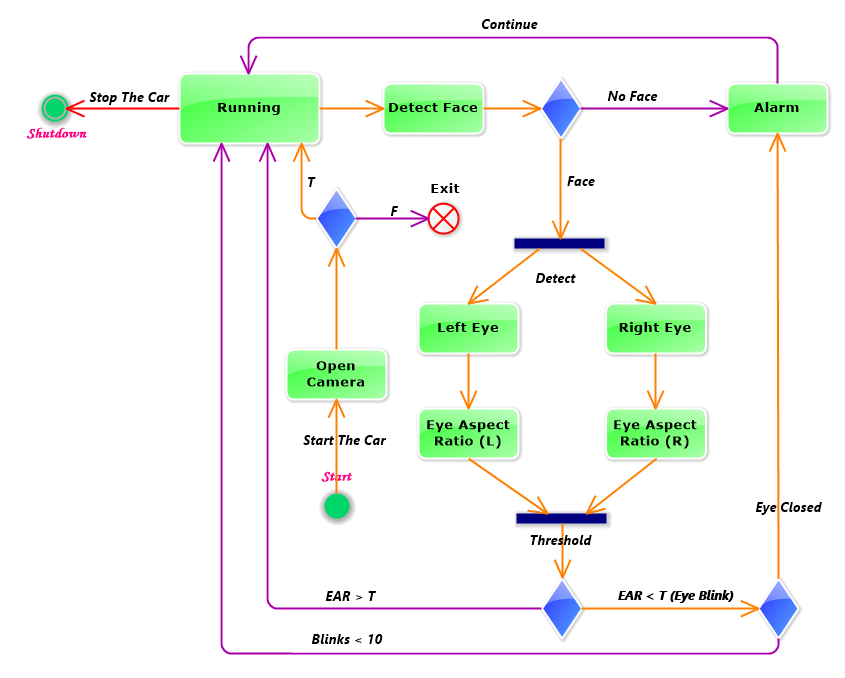 Continue
Stop The Car
Running
Detect Face
No Face
Alarm
Shutdown
T
Exit
F
Face
Detect
Left Eye
Right Eye
Open
Camera
Eye Aspect
Ratio (L)
Eye Aspect
Ratio (R)
Start The Car
Start
Eye Closed
Threshold
EAR > T
EAR < T (Eye Blink)
Blinks < 10